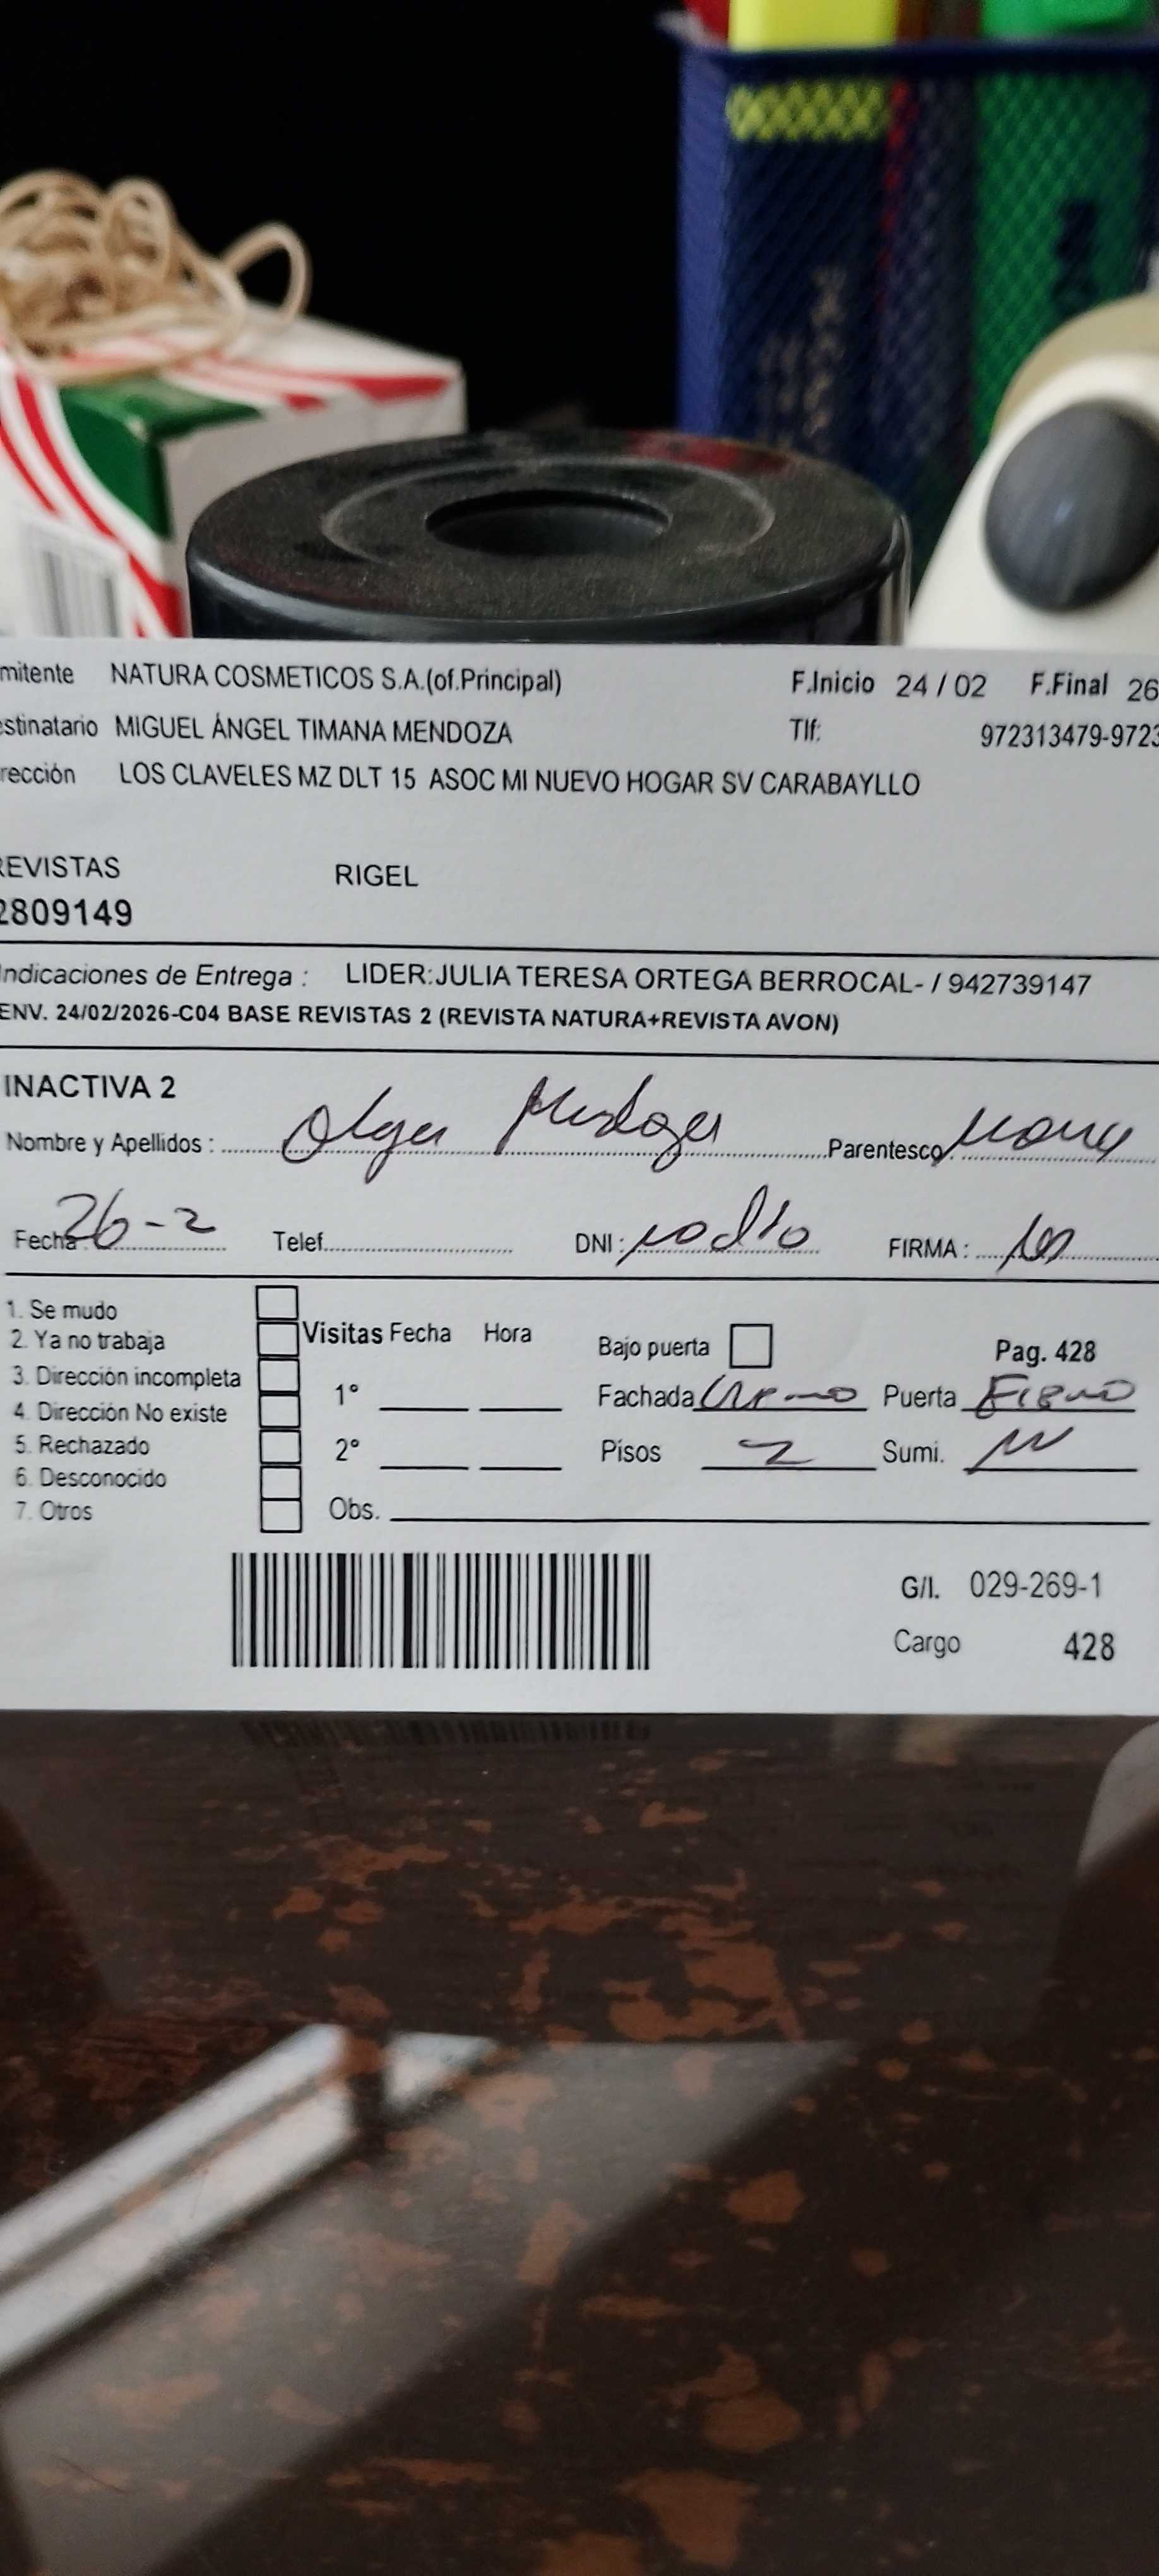 mitente NATURA COSMETICOS S.A.(of.Principal) F.Inicio 24 / 02 F.Final 26
estinatario MIGUEL ÁNGEL TIMANA MENDOZA Tlf: 972313479-9723
rección LOS CLAVELES MZ DLT 15 ASOC MI NUEVO HOGAR SV CARABAYLLO
REVISTAS RIGEL
2809149
Indicaciones de Entrega : LIDER:JULIA TERESA ORTEGA BERROCAL- / 942739147
ENV. 24/02/2026-C04 BASE REVISTAS 2 (REVISTA NATURA+REVISTA AVON)
INACTIVA 2
Nombre y Apellidos : Olga Mendoza Parentesco
Fecha 26-2 Telef. DNI: no dio FIRMA :
1. Se mudo
2. Ya no trabaja Visitas Fecha Hora Bajo puerta Pag. 428
3. Dirección incompleta 1° Fachada Puerta Fierro
4. Dirección No existe
5. Rechazado 2° Pisos 2 Sumi.
6. Desconocido
7. Otros Obs.
G/I. 029-269-1
Cargo 428